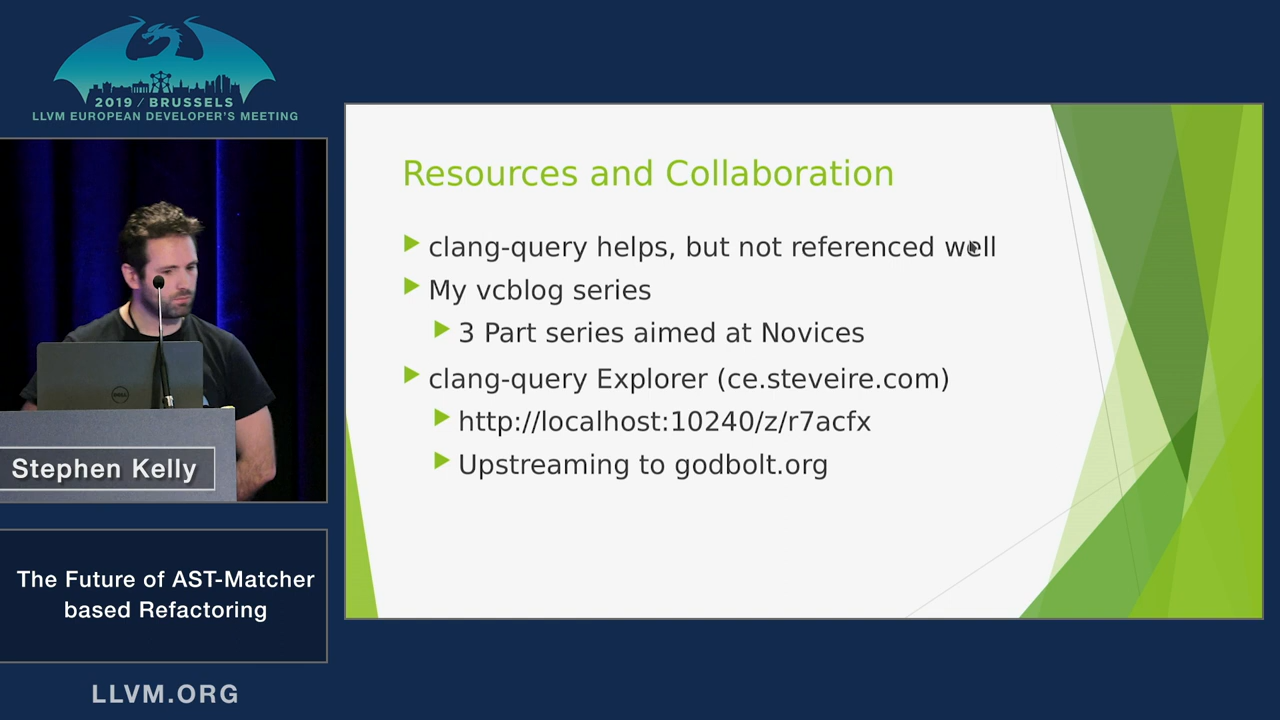 2019 / BRUSSELS
LLVM EUROPEAN DEVELOPER'S MEETING
Resources and Collaboration
clang-query helps, but not referenced well
My vcblog series
3 Part series aimed at Novices
clang-query Explorer (ce.steveire.com)
http://localhost:10240/z/r7acfx
Upstreaming to godbolt.org
DELL
Stephen Kelly
The Future of AST-Matcher
based Refactoring
LLVM.ORG